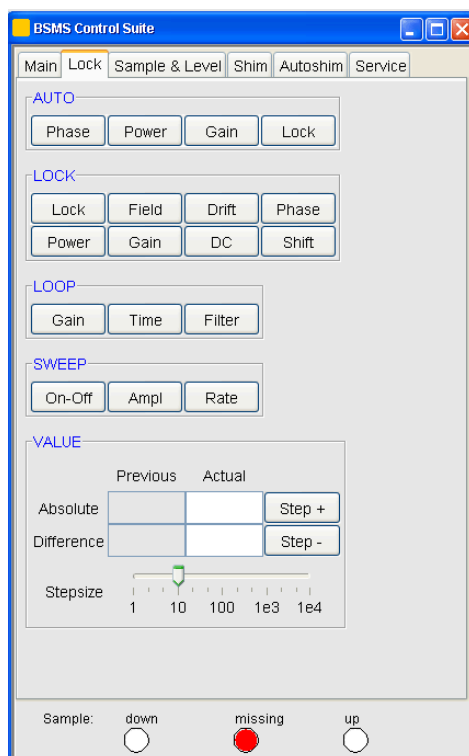 BSMS Control Suite
Main Lock Sample & Level Shim Autoshim Service
AUTO
Phase Power Gain Lock
LOCK
Lock Field Drift Phase
Power Gain DC Shift
LOOP
Gain Time Filter
SWEEP
On-Off Ampl Rate
VALUE
Previous Actual
Absolute Step +
Difference Step -
Stepsize
1 10 100 1e3 1e4
Sample: down missing up